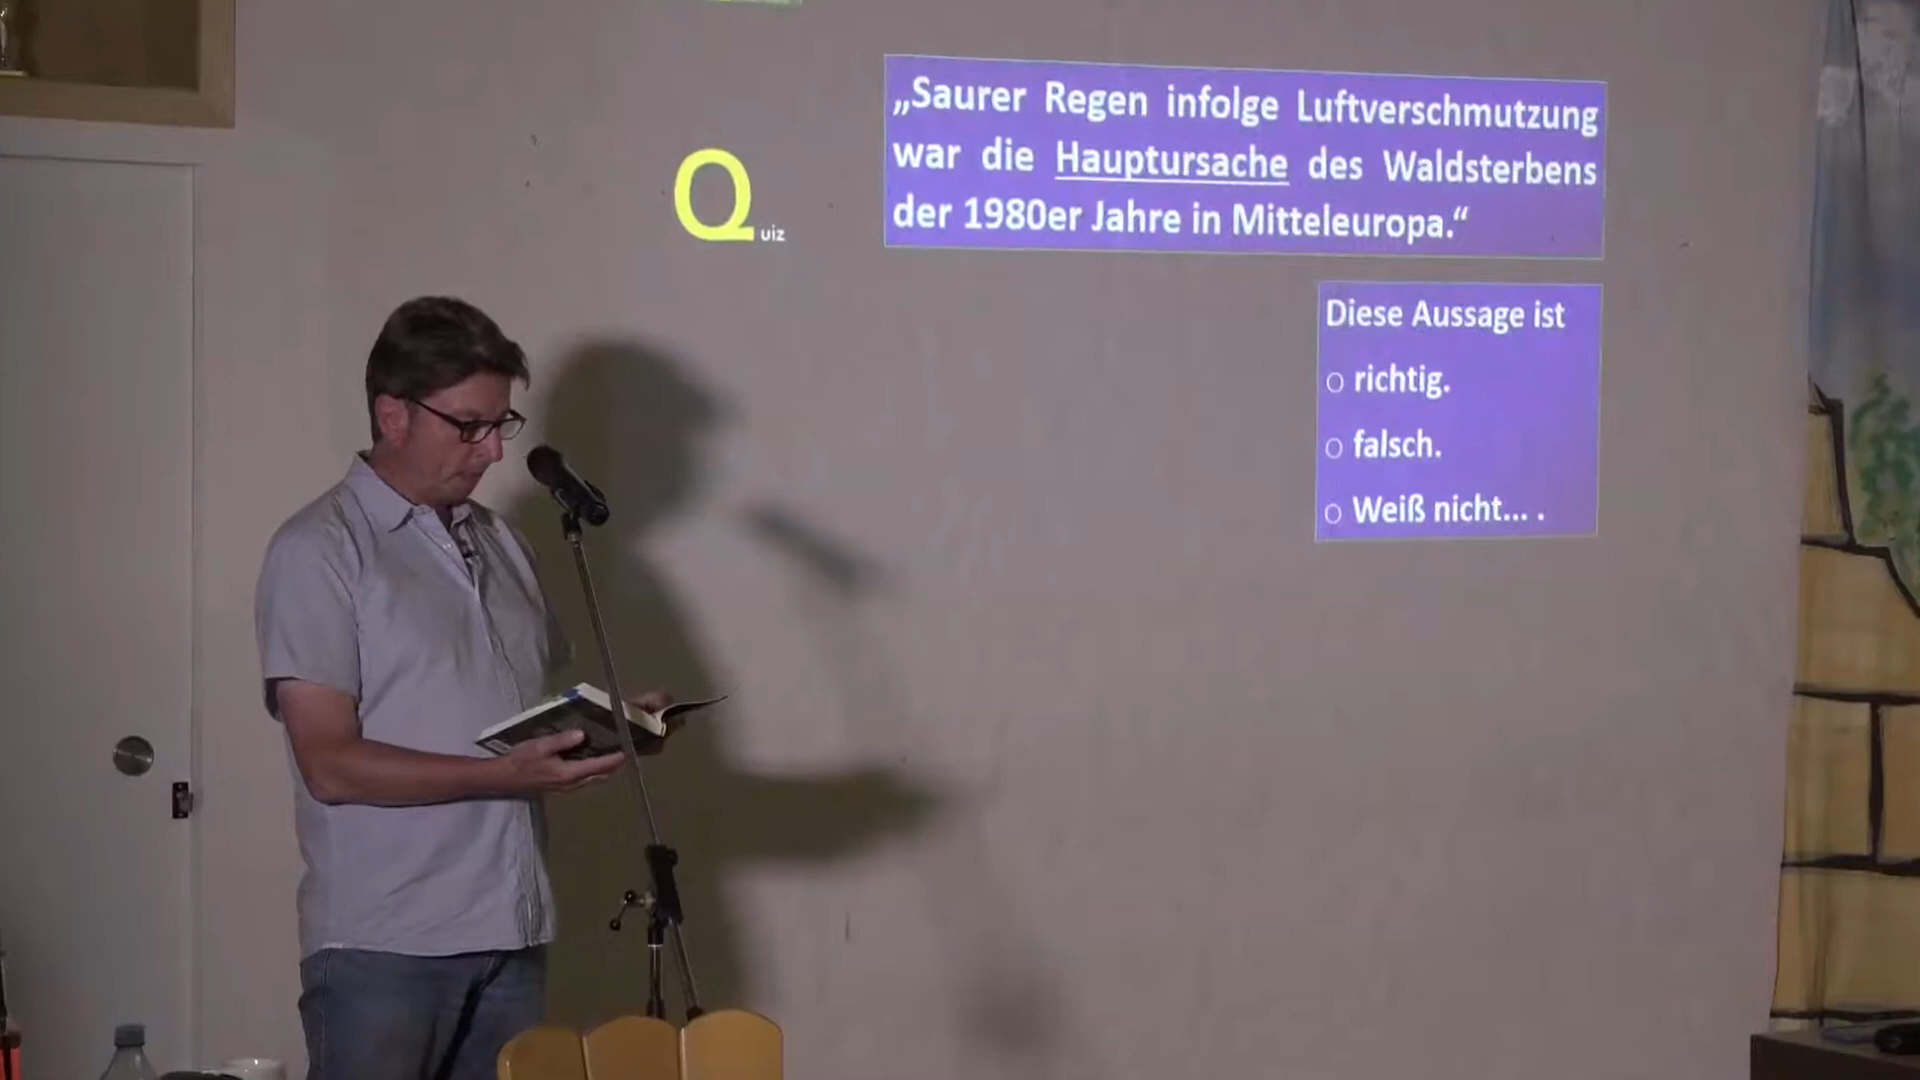 Quiz
„Saurer Regen infolge Luftverschmutzung
war die Hauptursache des Waldsterbens
der 1980er Jahre in Mitteleuropa.“
Diese Aussage ist
o richtig.
o falsch.
o Weiß nicht... .